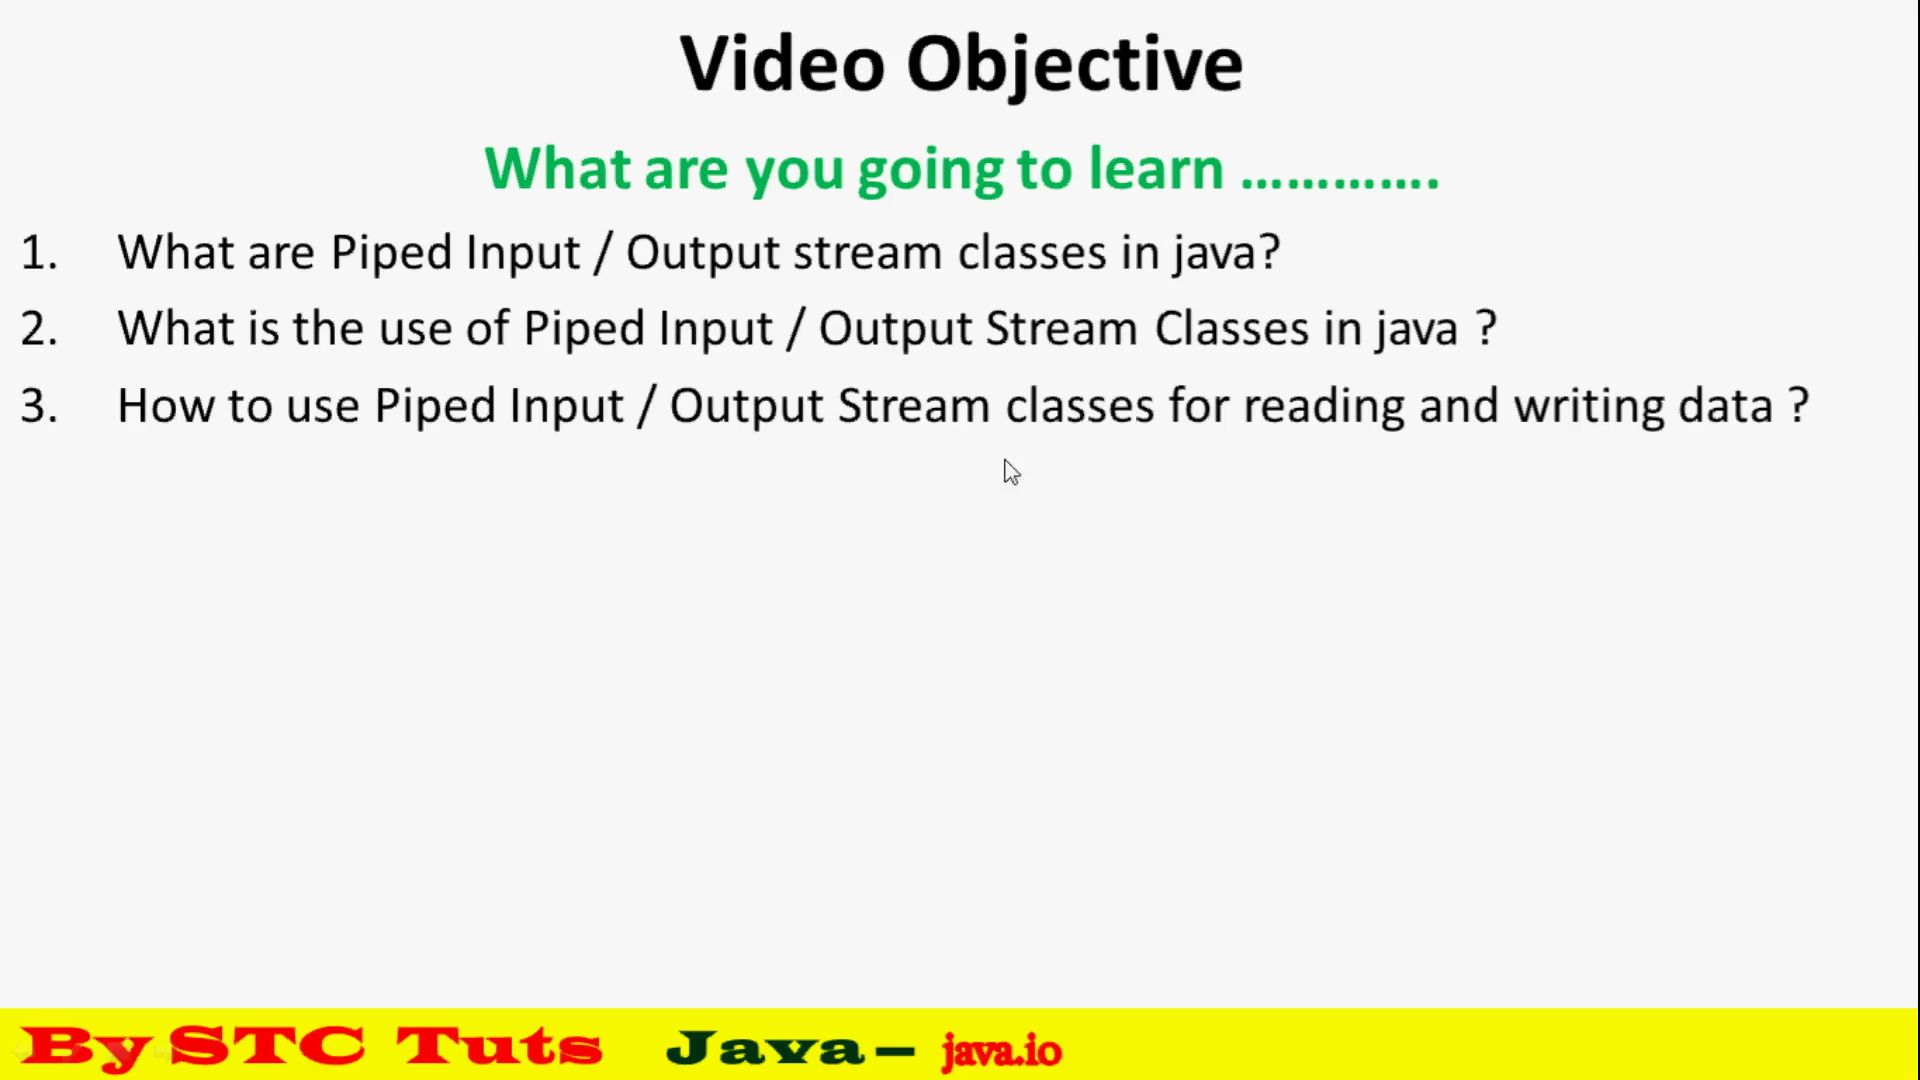 Video Objective
What are you going to learn ………….
1. What are Piped Input / Output stream classes in java?
2. What is the use of Piped Input / Output Stream Classes in java ?
3. How to use Piped Input / Output Stream classes for reading and writing data ?
By STC Tuts Java – java.io